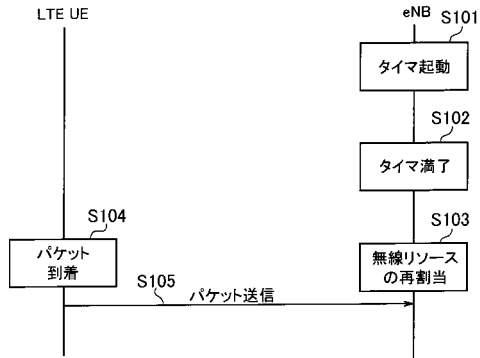 LTE UE
eNB
S101
タイマ起動
S102
タイマ満了
S104
S103
パケット
到着
無線リソース
の再割当
S105
パケット送信